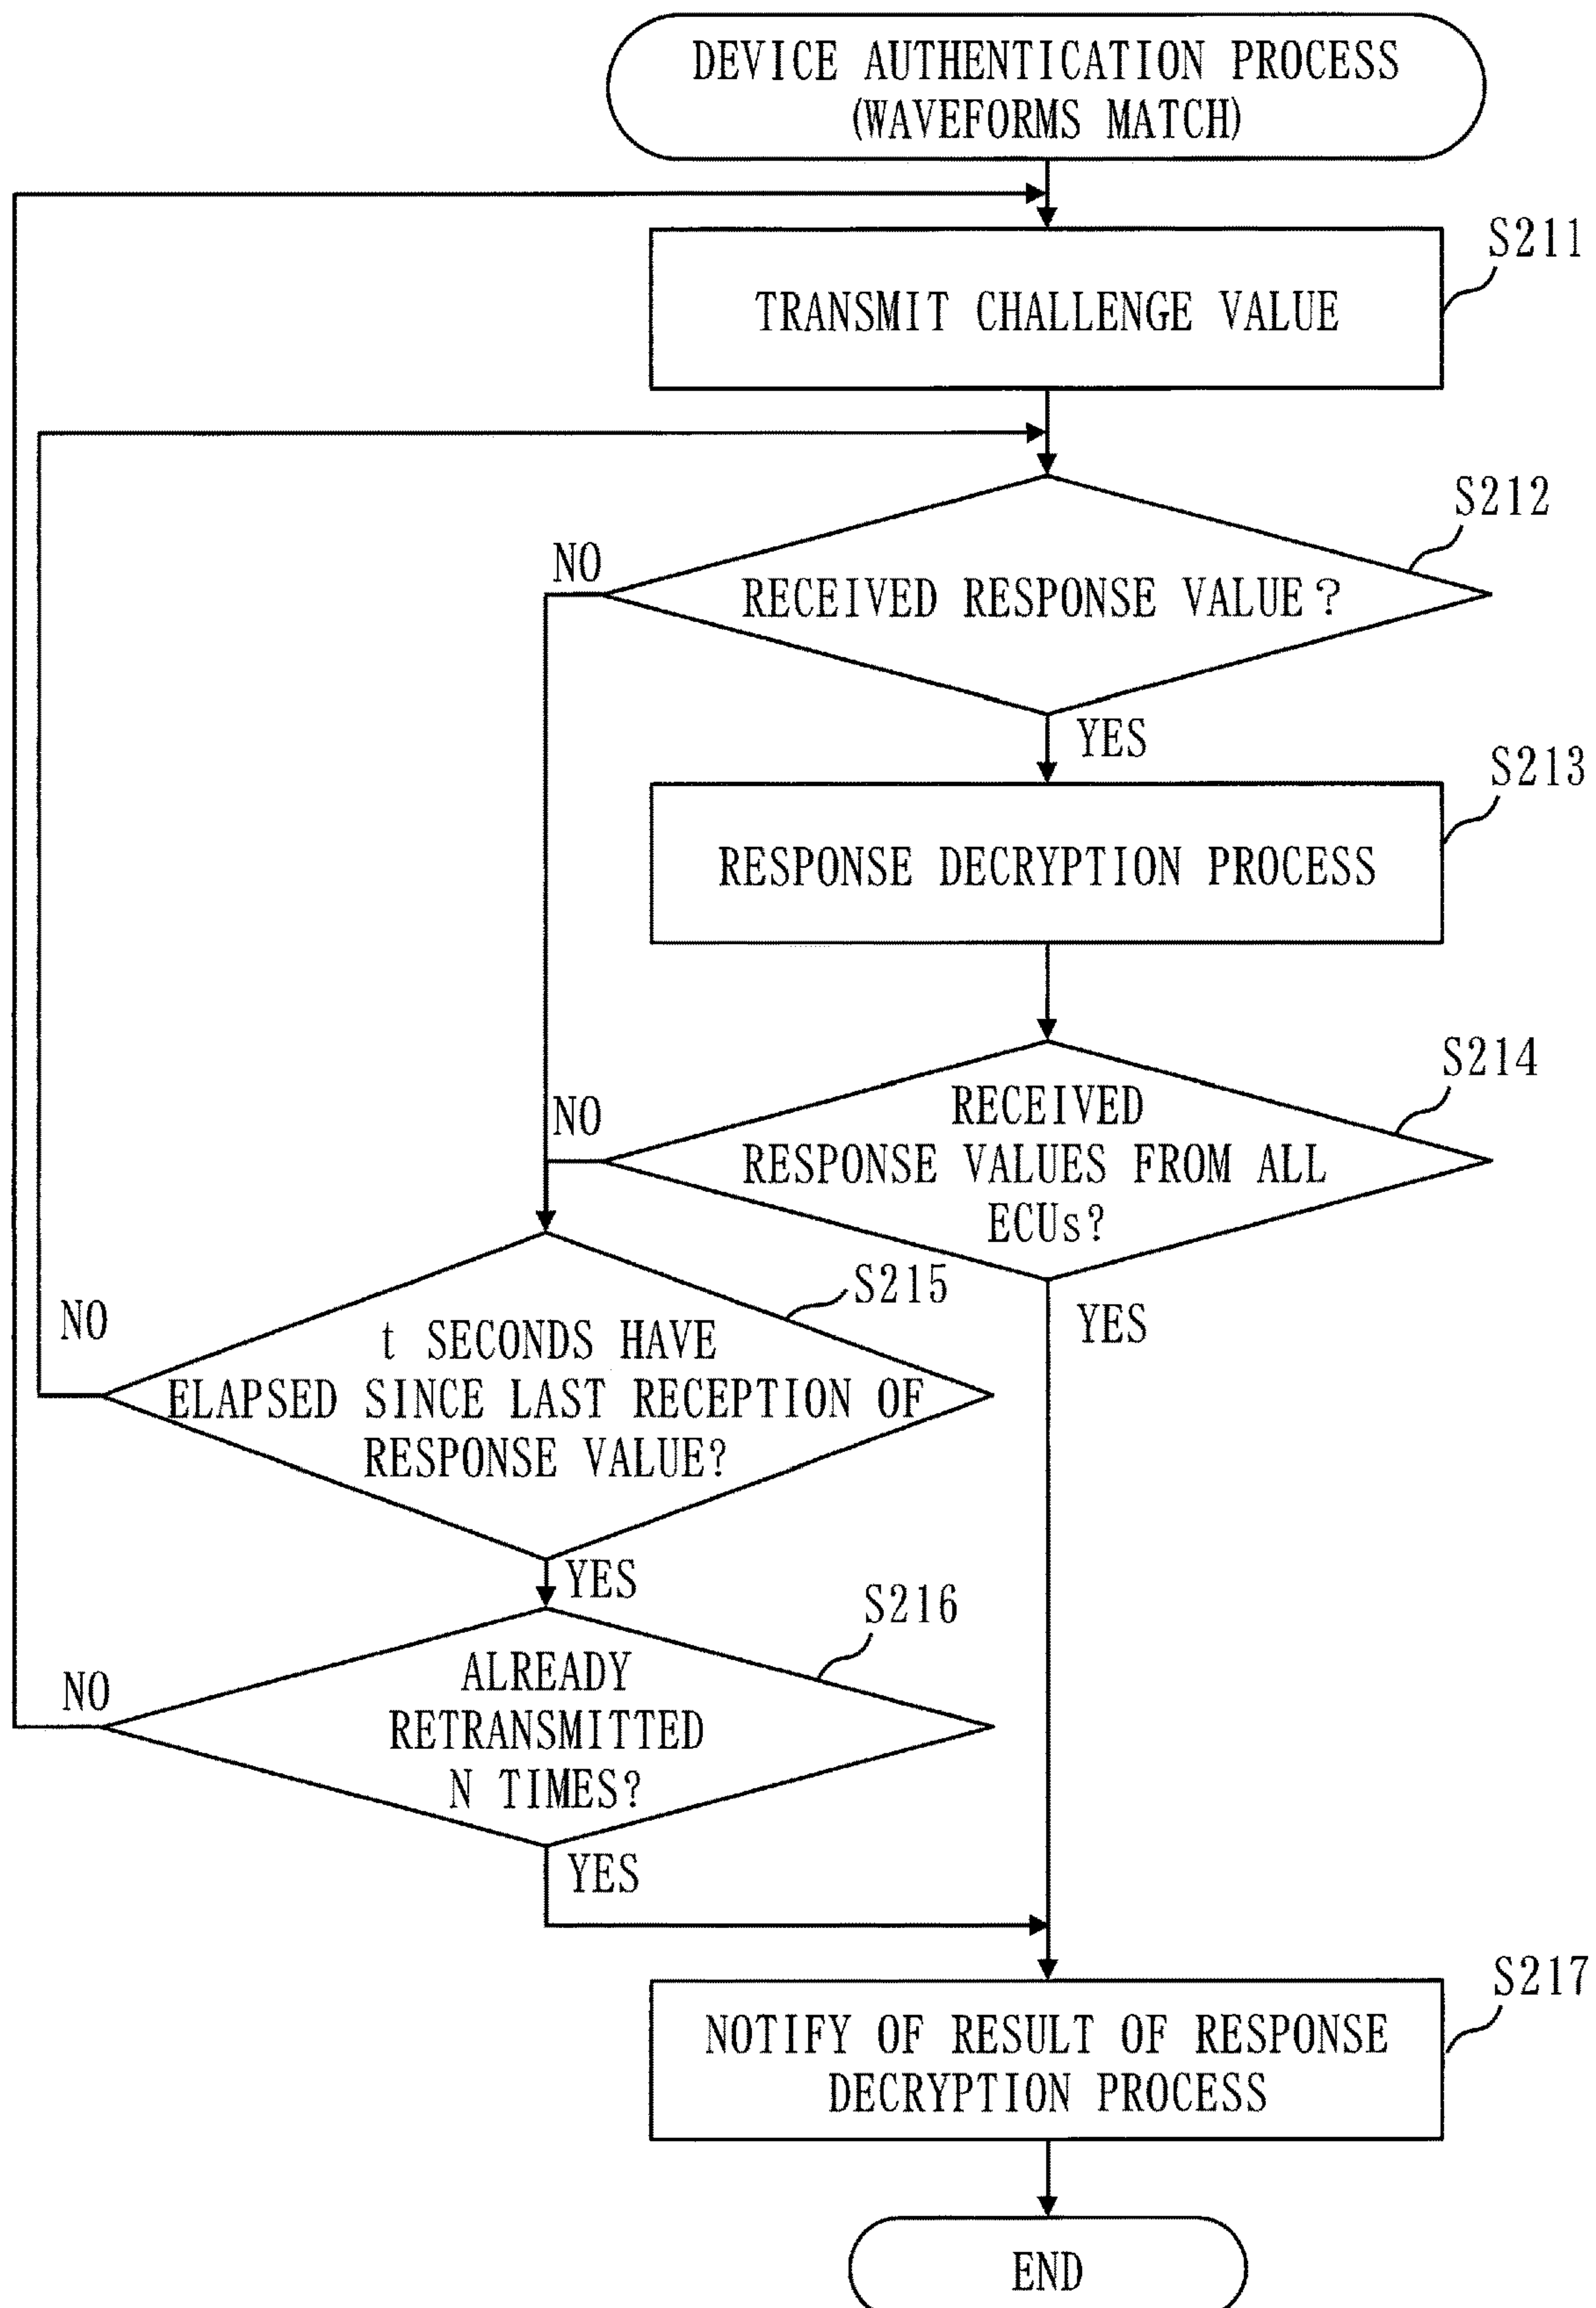 DEVICE AUTHENTICATION PROCESS
(WAVEFORMS MATCH)
S211
TRANSMIT CHALLENGE VALUE
S212
NO
RECEIVED RESPONSE VALUE?
YES
S213
RESPONSE DECRYPTION PROCESS
S214
NO
RECEIVED
RESPONSE VALUES FROM ALL
ECUs?
YES
S215
NO
t SECONDS HAVE
ELAPSED SINCE LAST RECEPTION OF
RESPONSE VALUE?
YES
S216
NO
ALREADY
RETRANSMITTED
N TIMES?
YES
S217
NOTIFY OF RESULT OF RESPONSE
DECRYPTION PROCESS
END